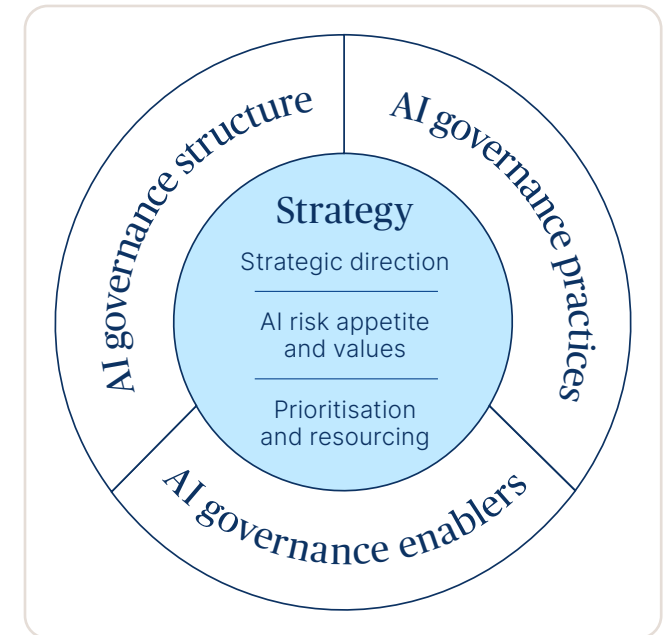 AI governance structure
AI governance practices
Strategy
Strategic direction
AI risk appetite
and values
Prioritisation
and resourcing
AI governance enablers